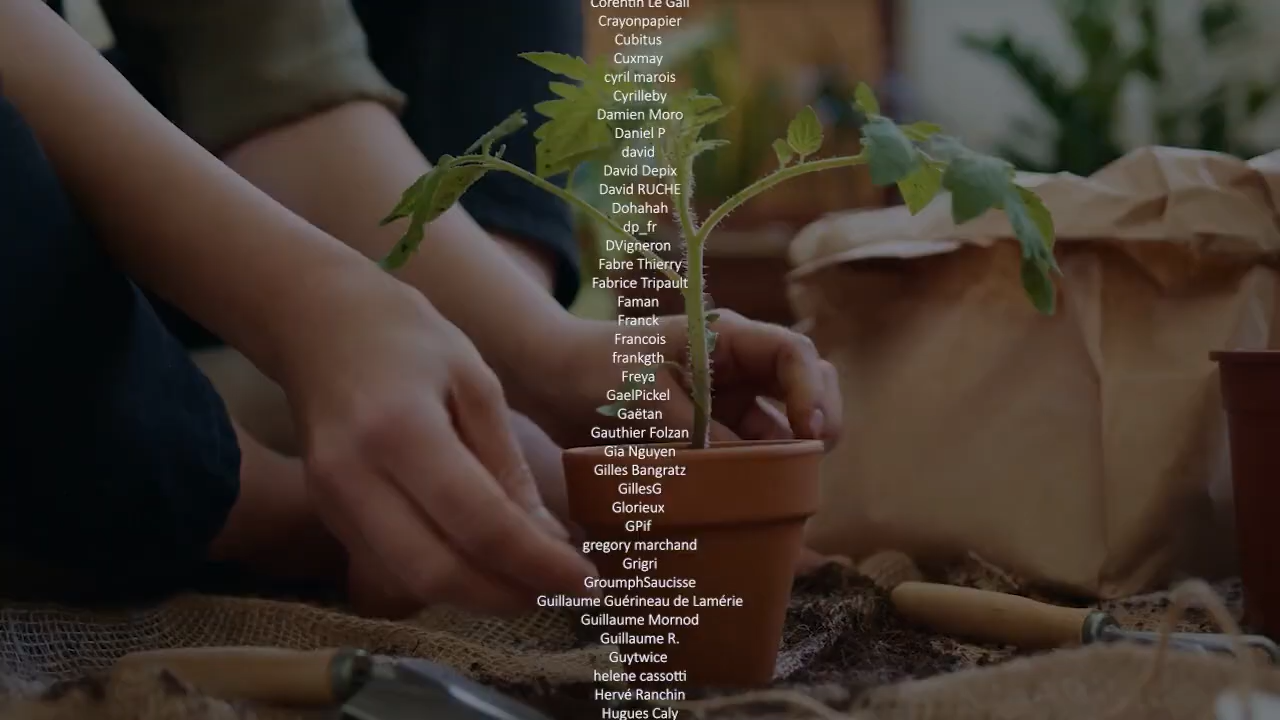 Corentin Le Gall
Crayonpapier
Cubitus
Cuxmay
cyril marois
Cyrilleby
Damien Moro
Daniel P
david
David Depix
David RUCHE
Dohahah
dp_fr
DVigneron
Fabre Thierry
Fabrice Tripault
Faman
Franck
Francois
frankgth
Freya
GaelPickel
Gaëtan
Gauthier Folzan
Gia Nguyen
Gilles Bangratz
GillesG
Glorieux
GPif
gregory marchand
Grigri
GroumphSaucisse
Guillaume Guérineau de Lamérie
Guillaume Mornod
Guillaume R.
Guytwice
helene cassotti
Hervé Ranchin
Hugues Caly